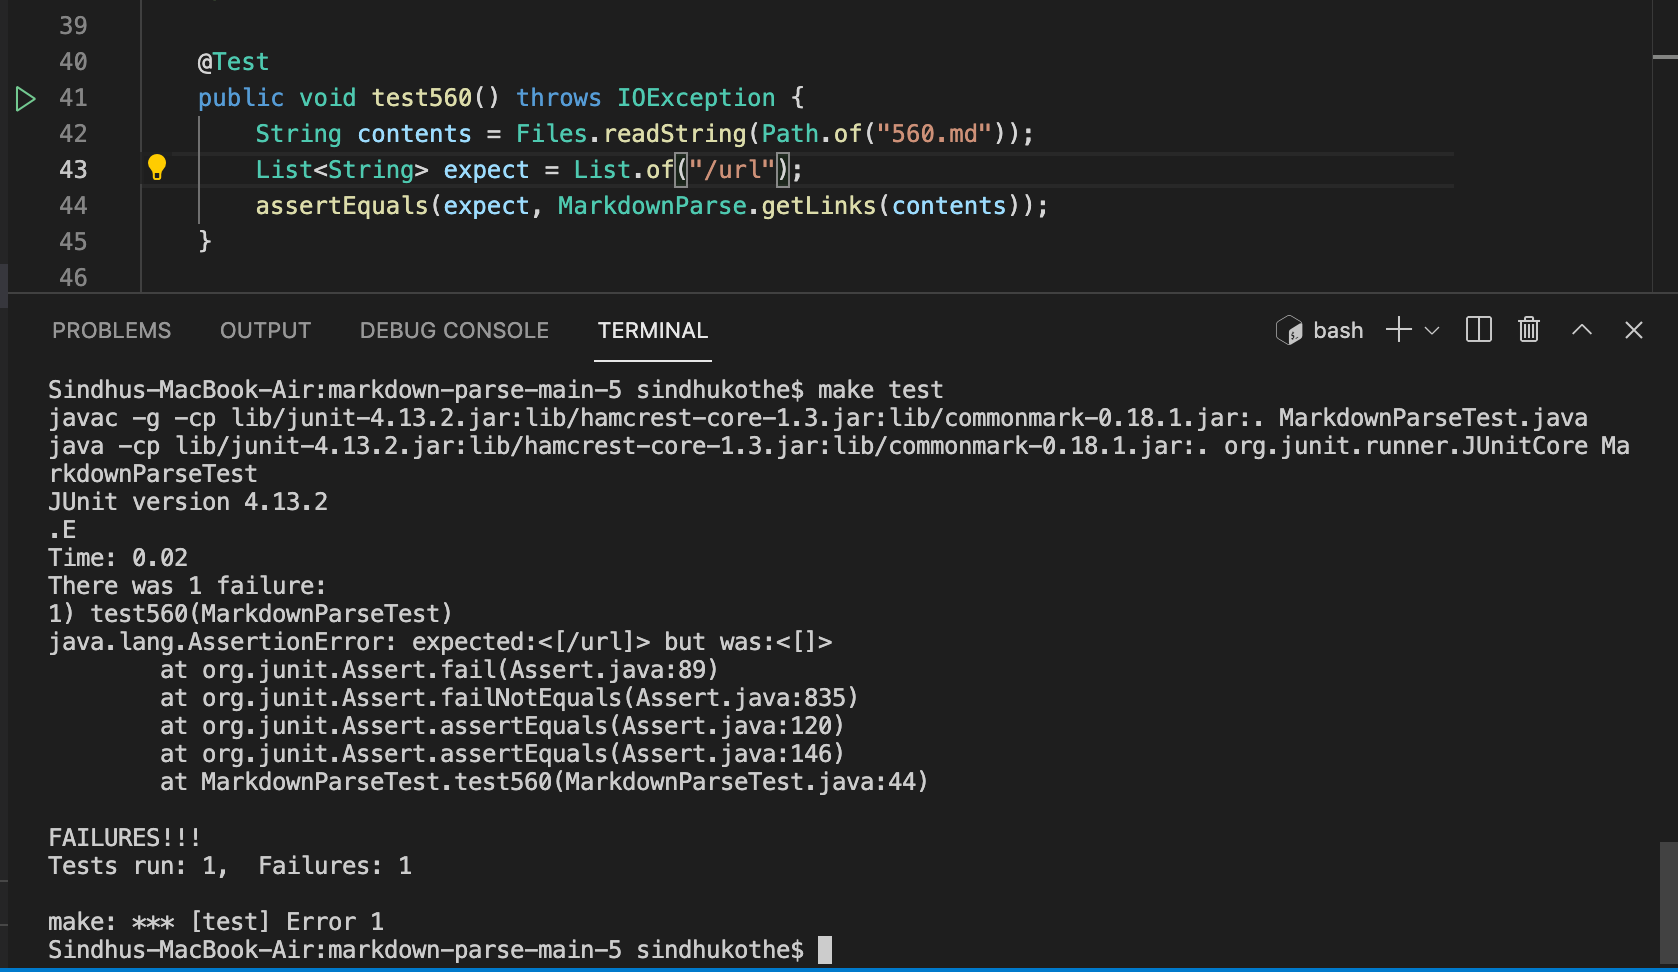 39
40 @Test
41 public void test560() throws IOException {
42 String contents = Files.readString(Path.of("560.md"));
43 List<String> expect = List.of("/url");
44 assertEquals(expect, MarkdownParse.getLinks(contents));
45 }
46
PROBLEMS OUTPUT DEBUG CONSOLE TERMINAL bash
Sindhus-MacBook-Air:markdown-parse-main-5 sindhukothe$ make test
javac -g -cp lib/junit-4.13.2.jar:lib/hamcrest-core-1.3.jar:lib/commonmark-0.18.1.jar:. MarkdownParseTest.java
java -cp lib/junit-4.13.2.jar:lib/hamcrest-core-1.3.jar:lib/commonmark-0.18.1.jar:. org.junit.runner.JUnitCore Ma
rkdownParseTest
JUnit version 4.13.2
.E
Time: 0.02
There was 1 failure:
1) test560(MarkdownParseTest)
java.lang.AssertionError: expected:<[/url]> but was:<[]>
at org.junit.Assert.fail(Assert.java:89)
at org.junit.Assert.failNotEquals(Assert.java:835)
at org.junit.Assert.assertEquals(Assert.java:120)
at org.junit.Assert.assertEquals(Assert.java:146)
at MarkdownParseTest.test560(MarkdownParseTest.java:44)
FAILURES!!!
Tests run: 1,  Failures: 1
make: *** [test] Error 1
Sindhus-MacBook-Air:markdown-parse-main-5 sindhukothe$